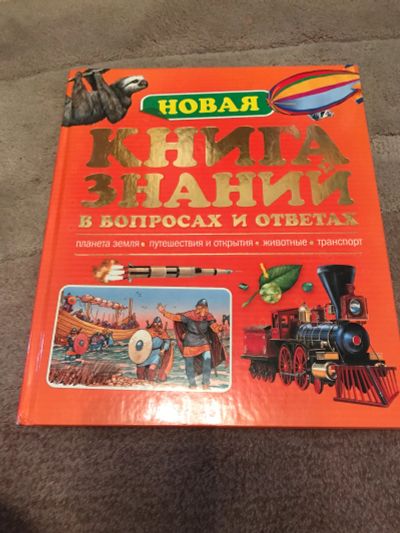 НОВАЯ
КНИГА
ЗНАНИЙ
В ВОПРОСАХ И ОТВЕТАХ
планета земля • путешествия и открытия • животные • транспорт